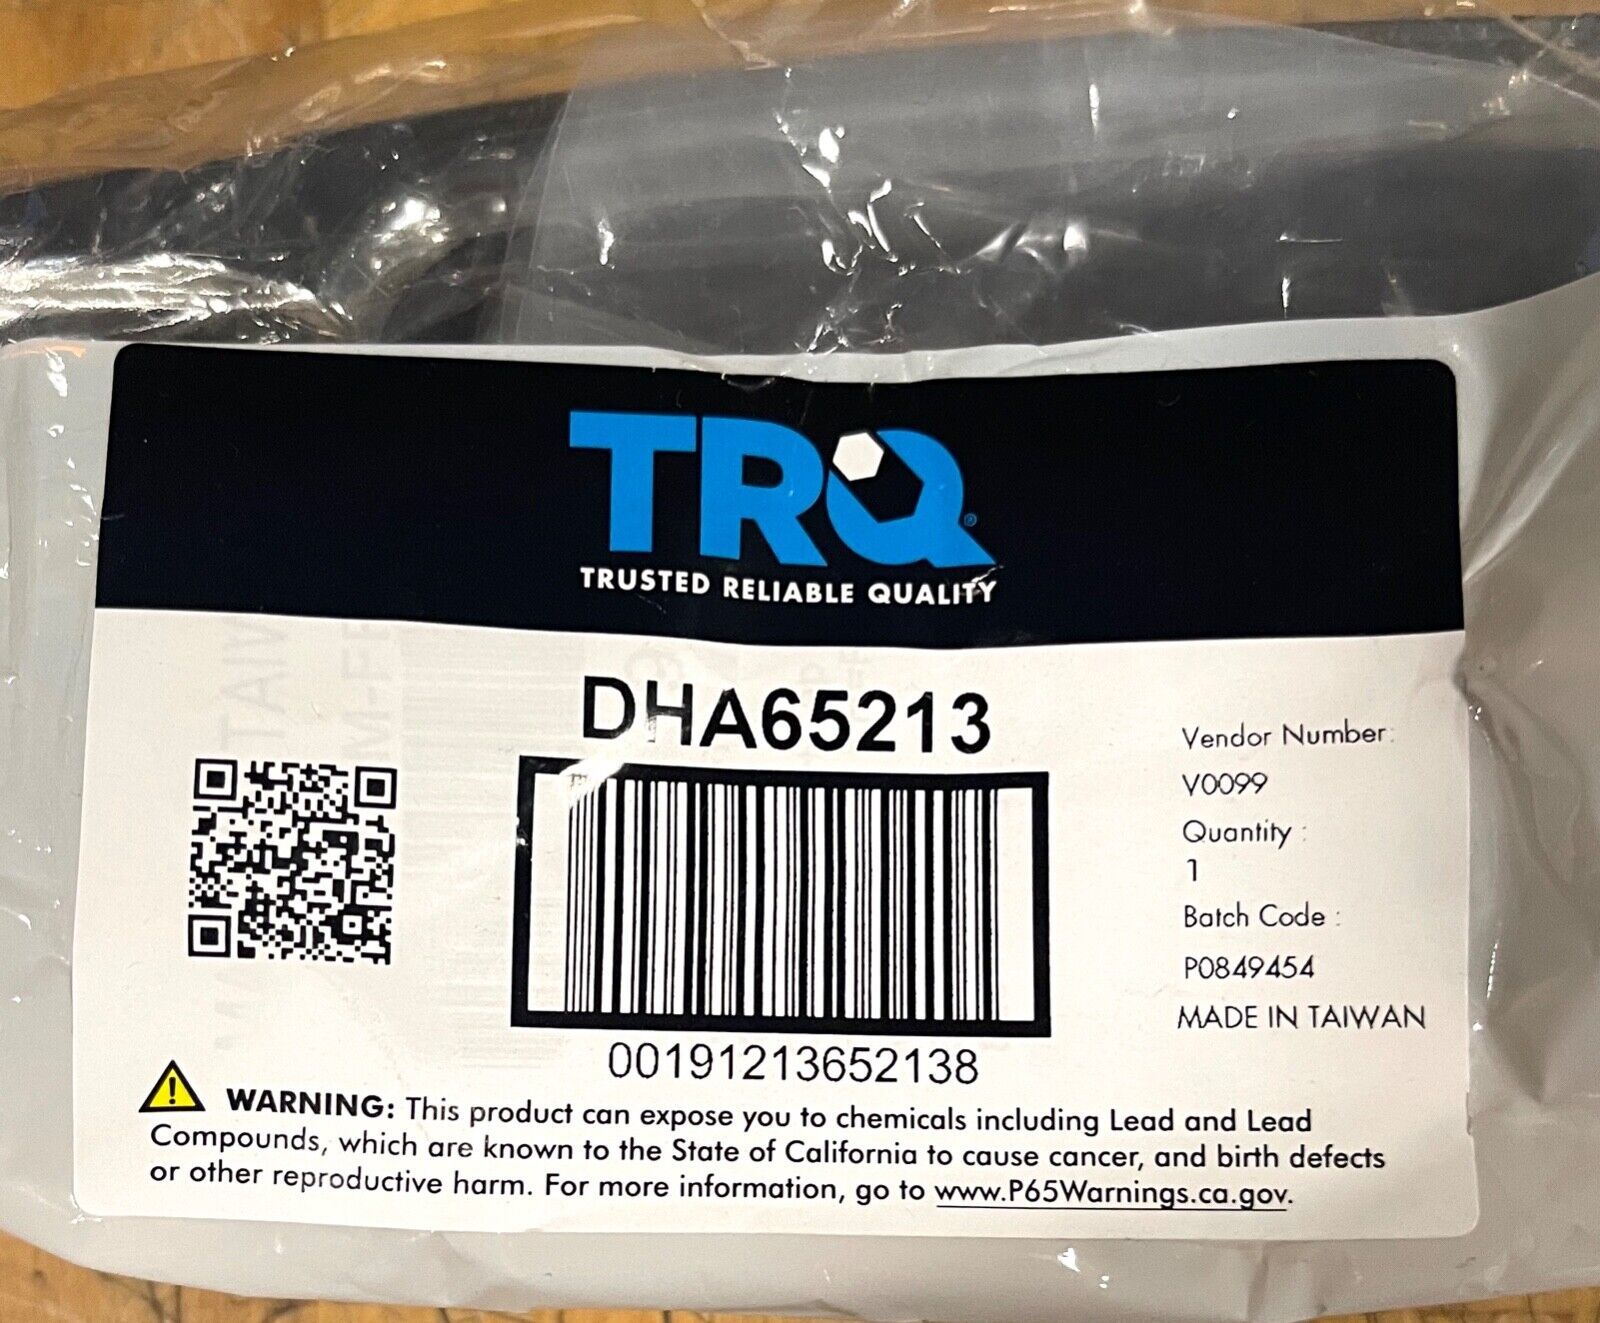 TRQ®
TRUSTED RELIABLE QUALITY
DHA65213
Vendor Number:
V0099
Quantity :
1
Batch Code :
P0849454
MADE IN TAIWAN
00191213652138
WARNING: This product can expose you to chemicals including Lead and Lead
Compounds, which are known to the State of California to cause cancer, and birth defects
or other reproductive harm. For more information, go to www.P65Warnings.ca.gov.